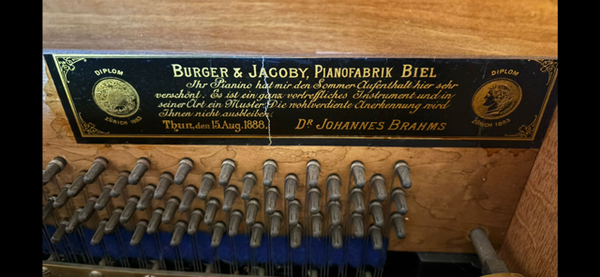 BURGER & JACOBY, PIANOFABRIK BIEL
Ihr Pianino hat mir den Sommer Aufenthalt hier sehr
verschönt. Es ist ein ganz vortreffliches Instrument und in
seiner Art ein Muster. Die wohlverdiente Anerkennung wird
Ihnen nicht ausbleiben.
Thun, den 15. Aug. 1888. DR JOHANNES BRAHMS
DIPLOM
ZÜRICH 1883
DIPLOM
ZÜRICH 1883